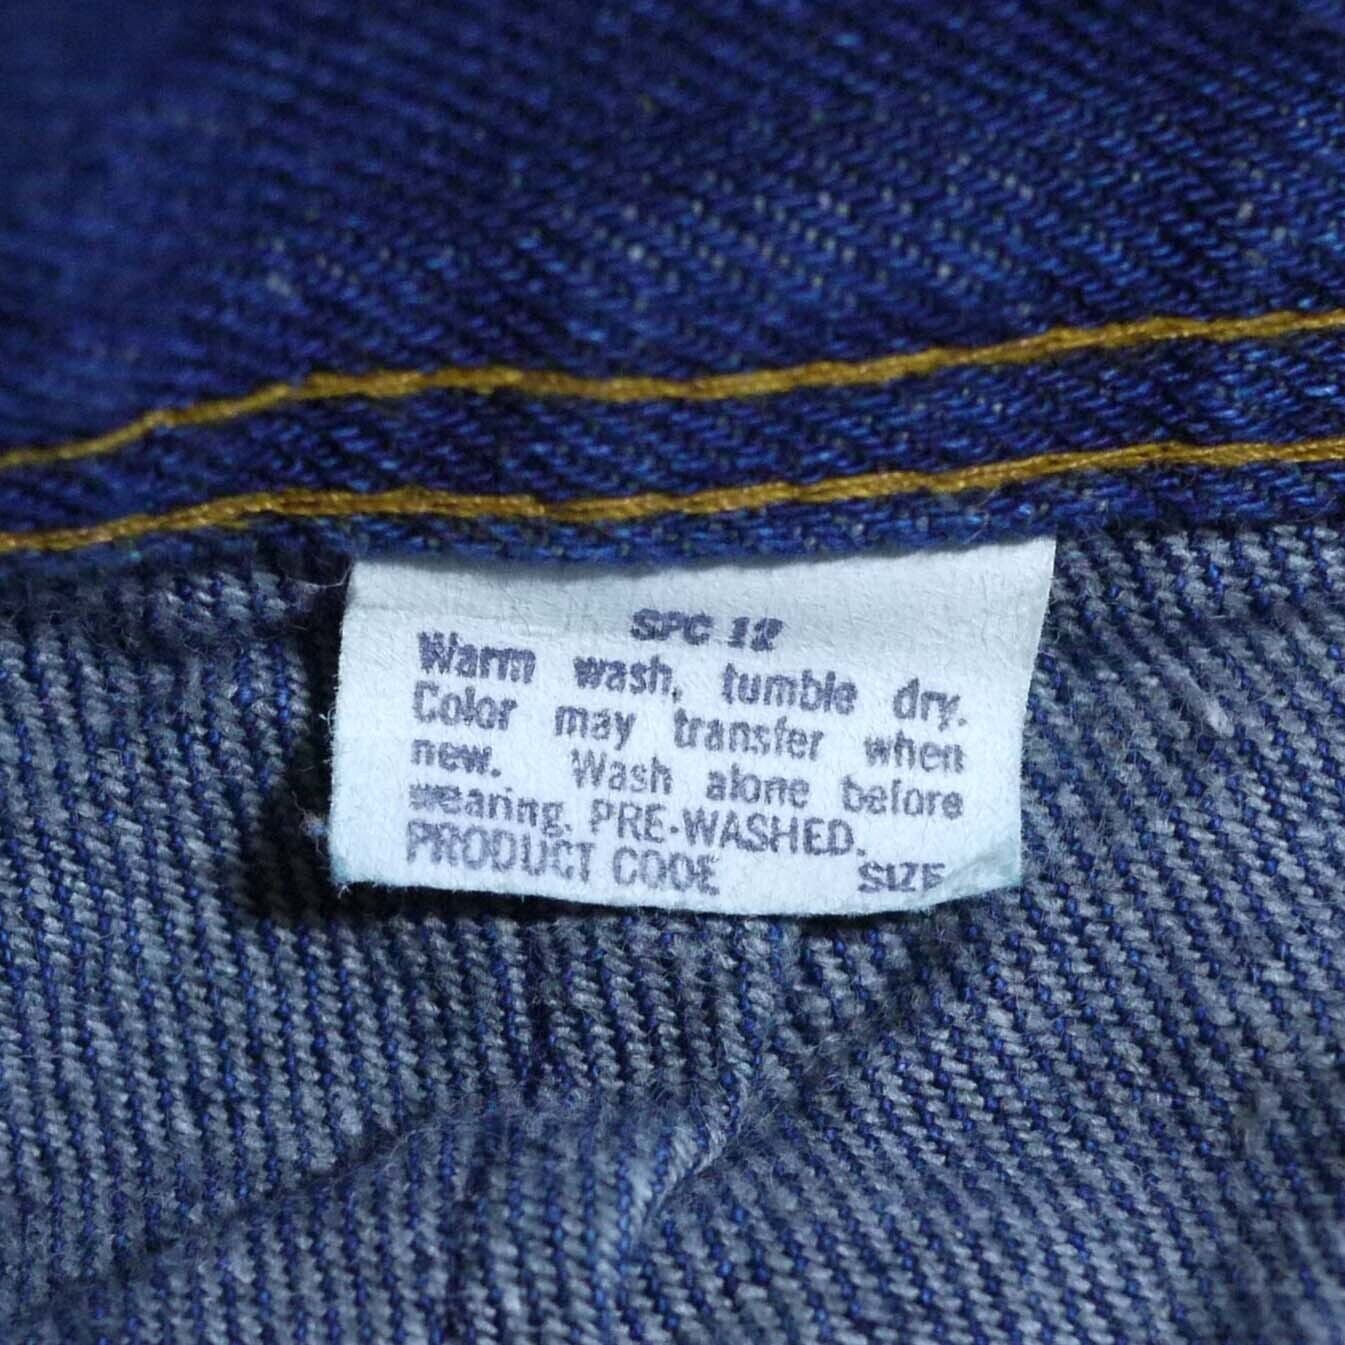 SPC 12
Warm wash, tumble dry.
Color may transfer when
new. Wash alone before
wearing. PRE-WASHED.
PRODUCT CODE SIZE